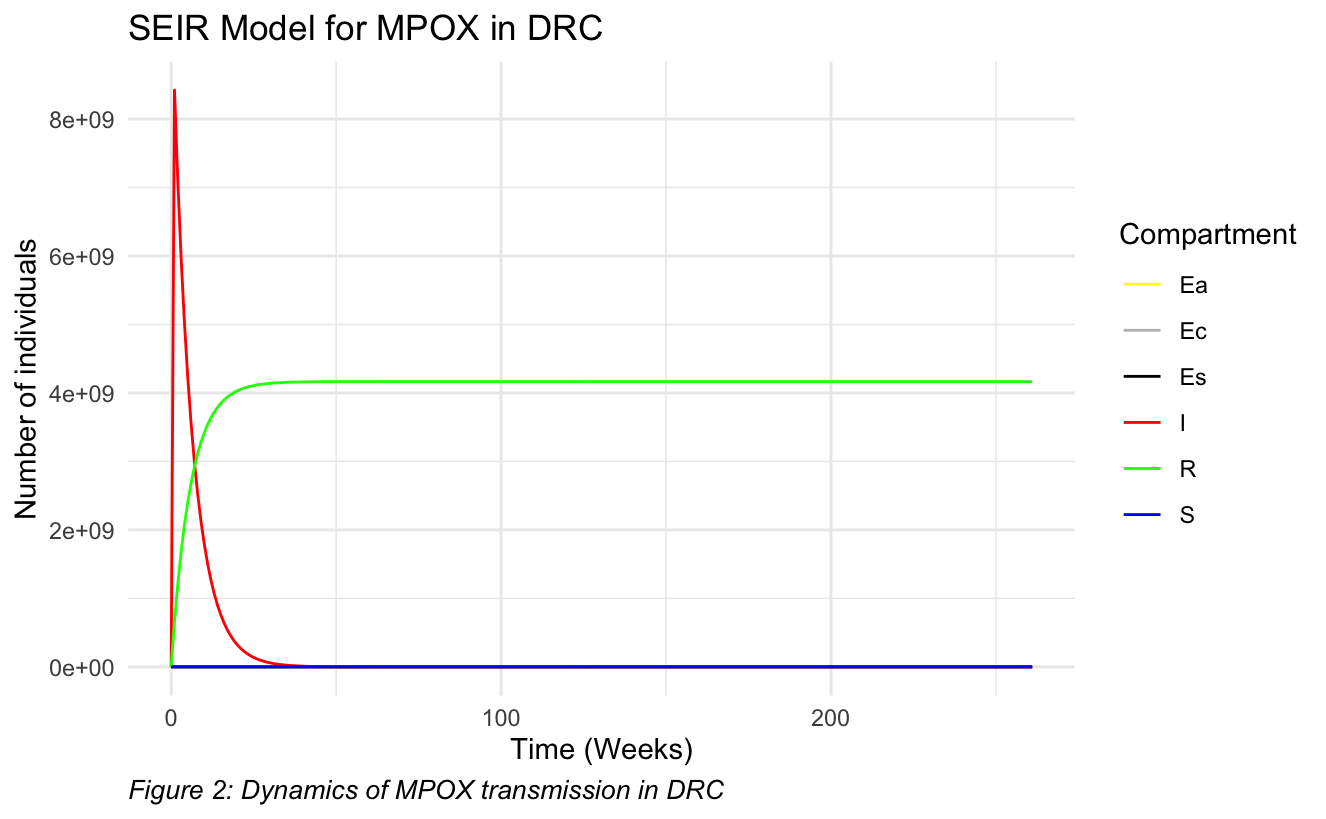 SEIR Model for MPOX in DRC
8e+09
6e+09
4e+09
2e+09
0e+00
Number of individuals
0
100
200
Time (Weeks)
Compartment
Ea
Ec
Es
I
R
S
Figure 2: Dynamics of MPOX transmission in DRC